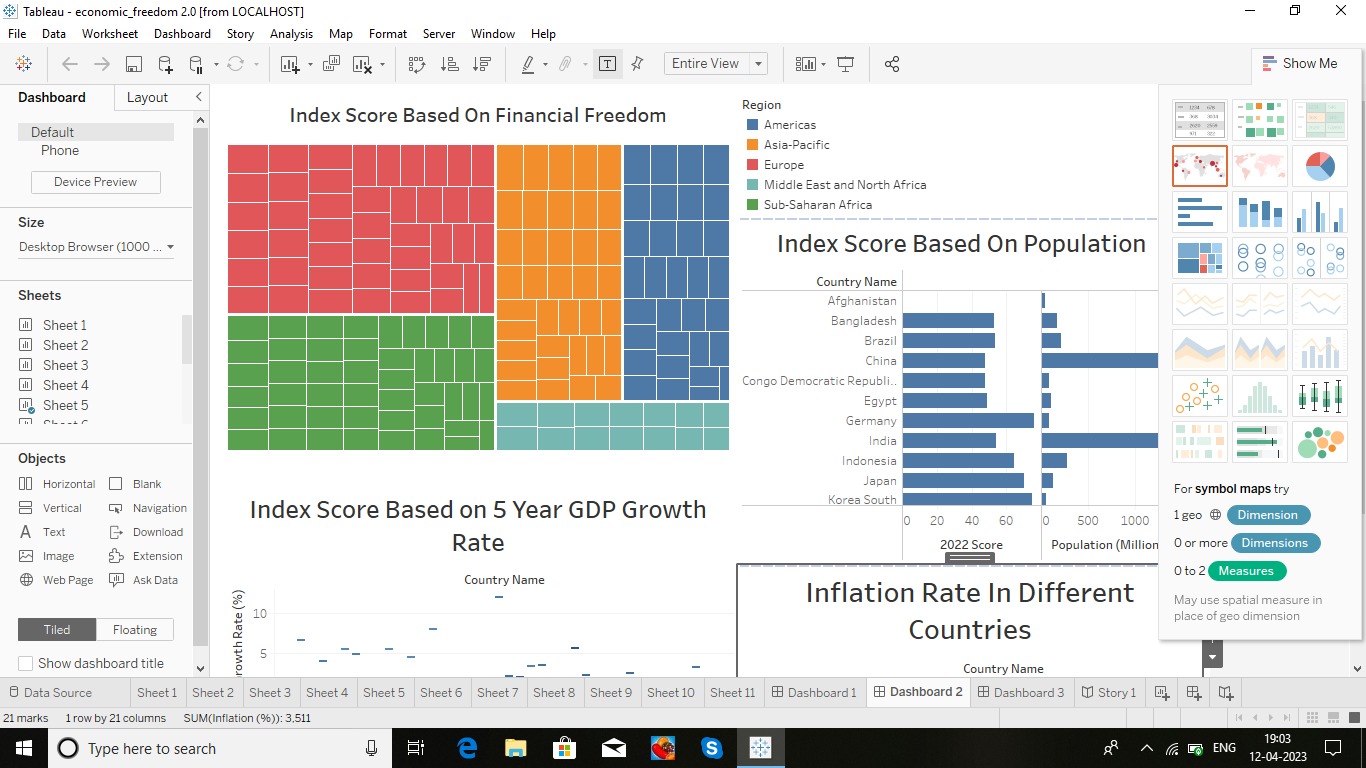 Tableau - economic_freedom 2.0 [from LOCALHOST]
File Data Worksheet Dashboard Story Analysis Map Format Server Window Help
Entire View
Show Me
Dashboard Layout
Default
Phone
Device Preview
Size
Desktop Browser (1000 ...
Sheets
Sheet 1
Sheet 2
Sheet 3
Sheet 4
Sheet 5
Objects
Horizontal Blank
Vertical Navigation
Text Download
Image Extension
Web Page Ask Data
Tiled Floating
Show dashboard title
Index Score Based On Financial Freedom
Region
Americas
Asia-Pacific
Europe
Middle East and North Africa
Sub-Saharan Africa
Index Score Based On Population
Country Name
Afghanistan
Bangladesh
Brazil
China
Congo Democratic Republi..
Egypt
Germany
India
Indonesia
Japan
Korea South
0 20 40 60 0 500 1000
2022 Score Population (Million
Index Score Based on 5 Year GDP Growth
Rate
Country Name
rowth Rate (%)
10
5
Inflation Rate In Different
Countries
Country Name
For symbol maps try
1 geo Dimension
0 or more Dimensions
0 to 2 Measures
May use spatial measure in
place of geo dimension
Data Source Sheet 1 Sheet 2 Sheet 3 Sheet 4 Sheet 5 Sheet 6 Sheet 7 Sheet 8 Sheet 9 Sheet 10 Sheet 11 Dashboard 1 Dashboard 2 Dashboard 3 Story 1
21 marks 1 row by 21 columns SUM(Inflation (%)): 3.511
Type here to search
ENG
19:03
12-04-2023